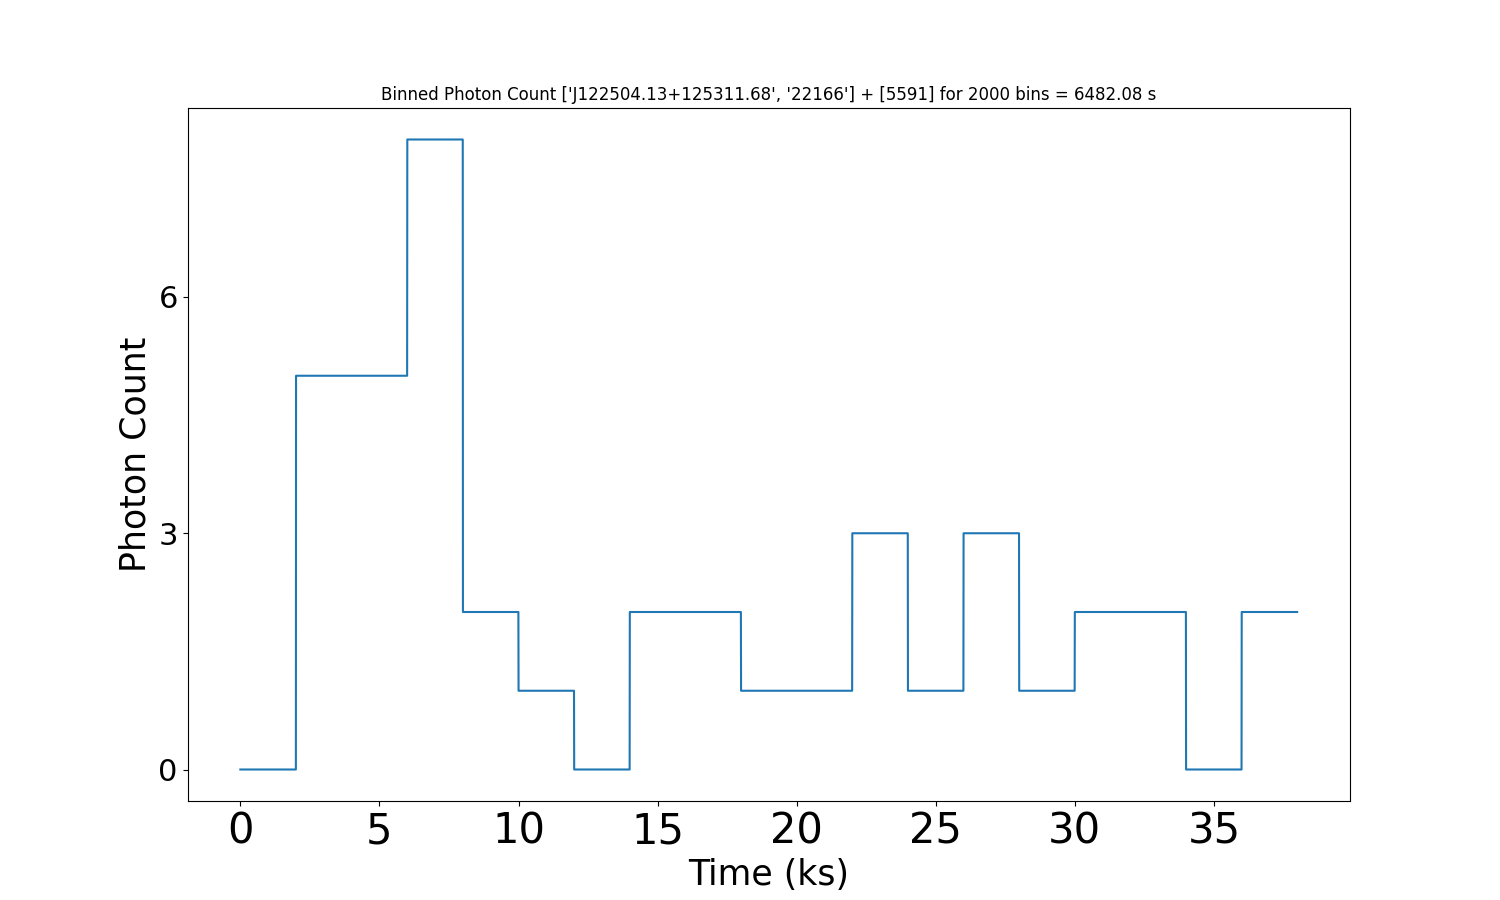 Binned Photon Count ['J122504.13+125311.68', '22166'] + [5591] for 2000 bins = 6482.08 s
6
3
0
Photon Count
0 5 10 15 20 25 30 35
Time (ks)